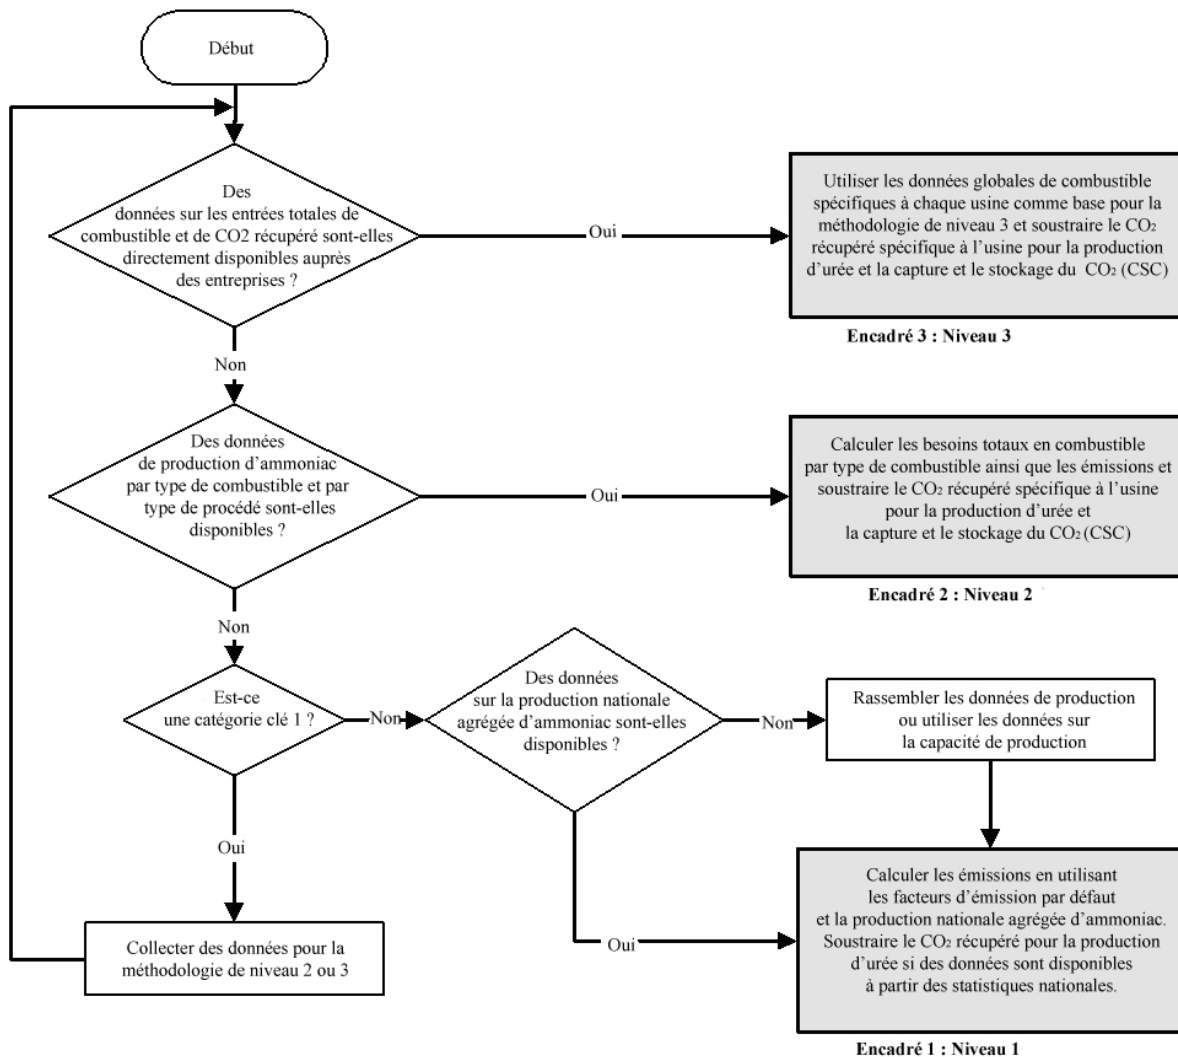 Début
Des
données sur les entrées totales de
combustible et de CO2 récupéré sont-elles
directement disponibles auprès
des entreprises ?
Oui
Utiliser les données globales de combustible
spécifiques à chaque usine comme base pour la
méthodologie de niveau 3 et soustraire le CO₂
récupéré spécifique à l'usine pour la production
d'urée et la capture et le stockage du CO₂ (CSC)
Encadré 3 : Niveau 3
Non
Des données
de production d'ammoniac
par type de combustible et par
type de procédé sont-elles
disponibles ?
Oui
Calculer les besoins totaux en combustible
par type de combustible ainsi que les émissions et
soustraire le CO₂ récupéré spécifique à l'usine
pour la production d'urée et
la capture et le stockage du CO₂ (CSC)
Encadré 2 : Niveau 2
Non
Est-ce
une catégorie clé 1 ?
Non
Des données
sur la production nationale
agrégée d'ammoniac sont-elles
disponibles ?
Non
Rassembler les données de production
ou utiliser les données sur
la capacité de production
Oui
Collecter des données pour la
méthodologie de niveau 2 ou 3
Oui
Calculer les émissions en utilisant
les facteurs d'émission par défaut
et la production nationale agrégée d'ammoniac.
Soustraire le CO₂ récupéré pour la production
d'urée si des données sont disponibles
à partir des statistiques nationales.
Encadré 1 : Niveau 1